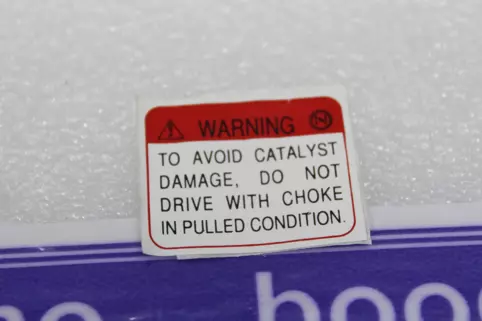 WARNING
TO AVOID CATALYST
DAMAGE, DO NOT
DRIVE WITH CHOKE
IN PULLED CONDITION.